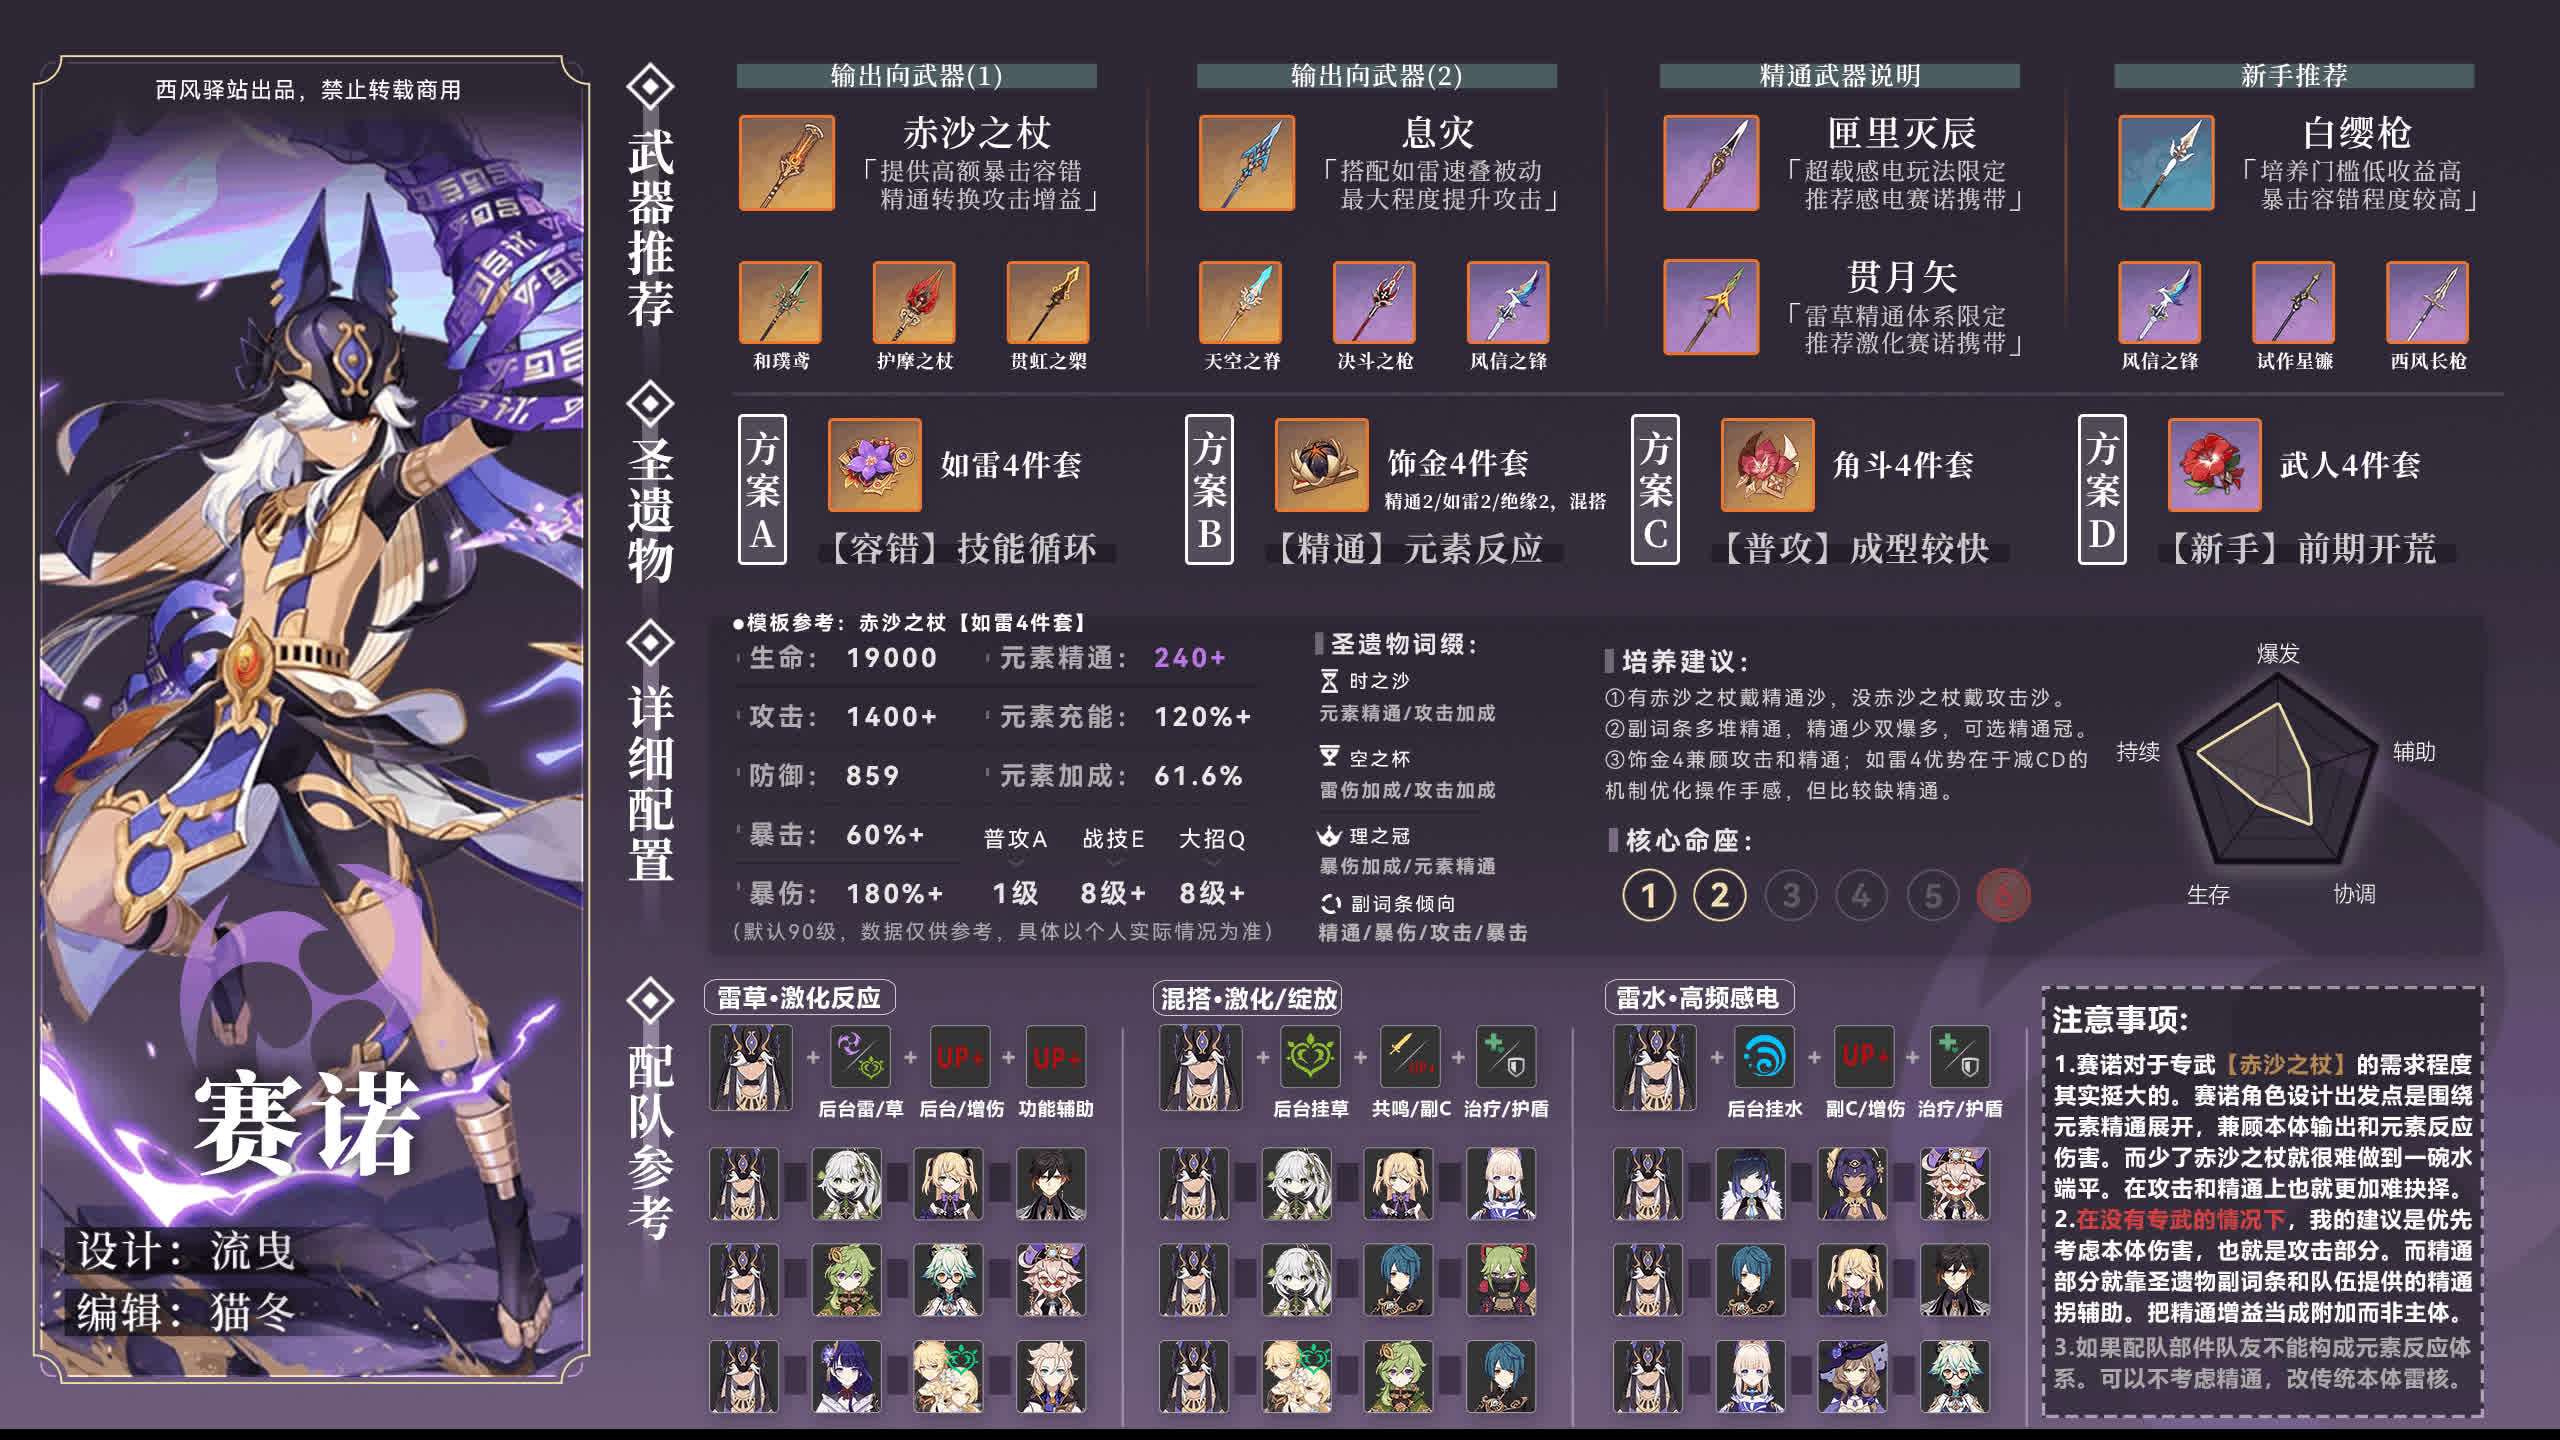 西风驿站出品，禁止转载商用
赛诺
设计：流曳
编辑：猫冬
武器推荐
输出向武器(1)
赤沙之杖
「提供高额暴击容错
精通转换攻击增益」
和璞鸢
护摩之杖
贯虹之槊
输出向武器(2)
息灾
「搭配如雷速叠被动
最大程度提升攻击」
天空之脊
决斗之枪
风信之锋
精通武器说明
匣里灭辰
「超载感电玩法限定
推荐感电赛诺携带」
贯月矢
「雷草精通体系限定
推荐激化赛诺携带」
新手推荐
白缨枪
「培养门槛低收益高
暴击容错程度较高」
风信之锋
试作星镰
西风长枪
圣遗物
方案A
如雷4件套
【容错】技能循环
方案B
饰金4件套
精通2/如雷2/绝缘2，混搭
【精通】元素反应
方案C
角斗4件套
【普攻】成型较快
方案D
武人4件套
【新手】前期开荒
详细配置
●模板参考：赤沙之杖【如雷4件套】
生命：19000 元素精通：240+
攻击：1400+ 元素充能：120%+
防御：859 元素加成：61.6%
暴击：60%+ 普攻A 战技E 大招Q
暴伤：180%+ 1级 8级+ 8级+
(默认90级，数据仅供参考，具体以个人实际情况为准)
圣遗物词缀：
时之沙
元素精通/攻击加成
空之杯
雷伤加成/攻击加成
理之冠
暴伤加成/元素精通
副词条倾向
精通/暴伤/攻击/暴击
培养建议：
①有赤沙之杖戴精通沙，没赤沙之杖戴攻击沙。
②副词条多堆精通，精通少双爆多，可选精通冠。
③饰金4兼顾攻击和精通；如雷4优势在于减CD的
机制优化操作手感，但比较缺精通。
核心命座：
1 2 3 4 5 6
爆发
持续
辅助
生存
协调
配队参考
雷草•激化反应
UP+ UP+
后台雷/草 后台/增伤 功能辅助
混搭•激化/绽放
UP+
后台挂草 共鸣/副C 治疗/护盾
雷水•高频感电
UP+
后台挂水 副C/增伤 治疗/护盾
注意事项:
1.赛诺对于专武【赤沙之杖】的需求程度
其实挺大的。赛诺角色设计出发点是围绕
元素精通展开，兼顾本体输出和元素反应
伤害。而少了赤沙之杖就很难做到一碗水
端平。在攻击和精通上也就更加难抉择。
2.在没有专武的情况下，我的建议是优先
考虑本体伤害，也就是攻击部分。而精通
部分就靠圣遗物副词条和队伍提供的精通
拐辅助。把精通增益当成附加而非主体。
3.如果配队部件队友不能构成元素反应体
系。可以不考虑精通，改传统本体雷核。